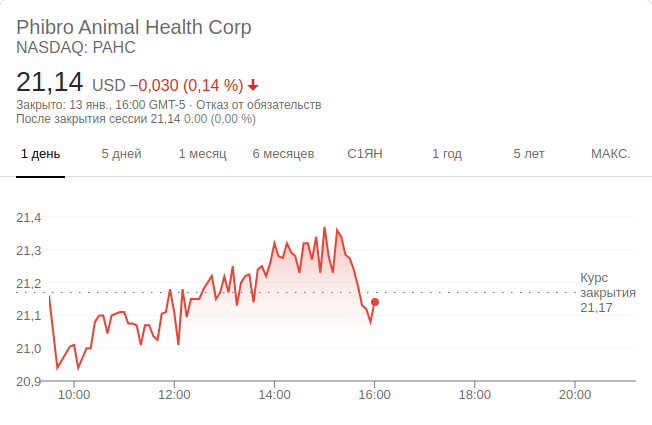 Phibro Animal Health Corp
NASDAQ: PAHC
21,14 USD −0,030 (0,14 %)
Закрыто: 13 янв., 16:00 GMT-5 · Отказ от обязательств
После закрытия сессии 21,14 0,00 (0,00 %)
1 день 5 дней 1 месяц 6 месяцев С1ЯН 1 год 5 лет МАКС.
21,4
21,3
21,2
21,1
21,0
20,9
Курс
закрытия
21,17
10:00 12:00 14:00 16:00 18:00 20:00